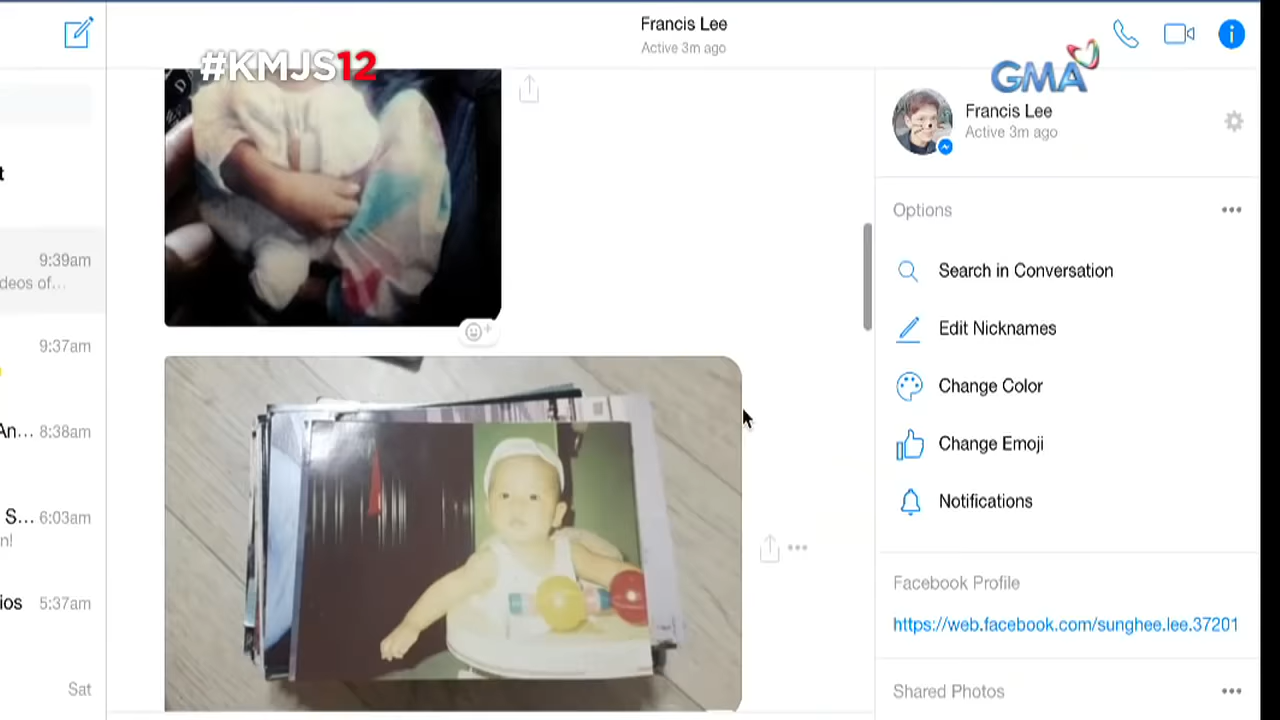 Francis Lee
Active 3m ago
#KMJS12
GMA
Francis Lee
Active 3m ago
Options
Search in Conversation
Edit Nicknames
Change Color
Change Emoji
Notifications
Facebook Profile
https://web.facebook.com/sunghee.lee.37201
Shared Photos
t
9:39am
deos of...
9:37am
An... 8:38am
S... 6:03am
n!
ios 5:37am
Sat